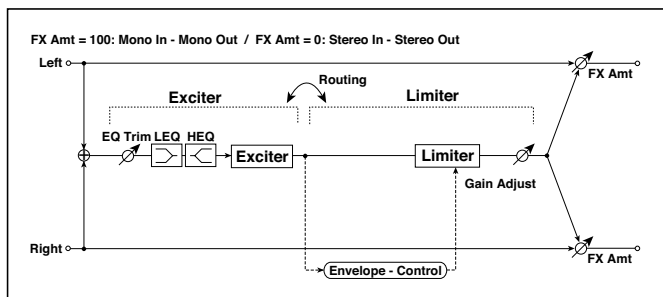 FX Amt = 100: Mono In - Mono Out / FX Amt = 0: Stereo In - Stereo Out
Left
FX Amt
Routing
Exciter
Limiter
EQ Trim
LEQ
HEQ
Exciter
Limiter
Gain Adjust
Right
FX Amt
Envelope - Control